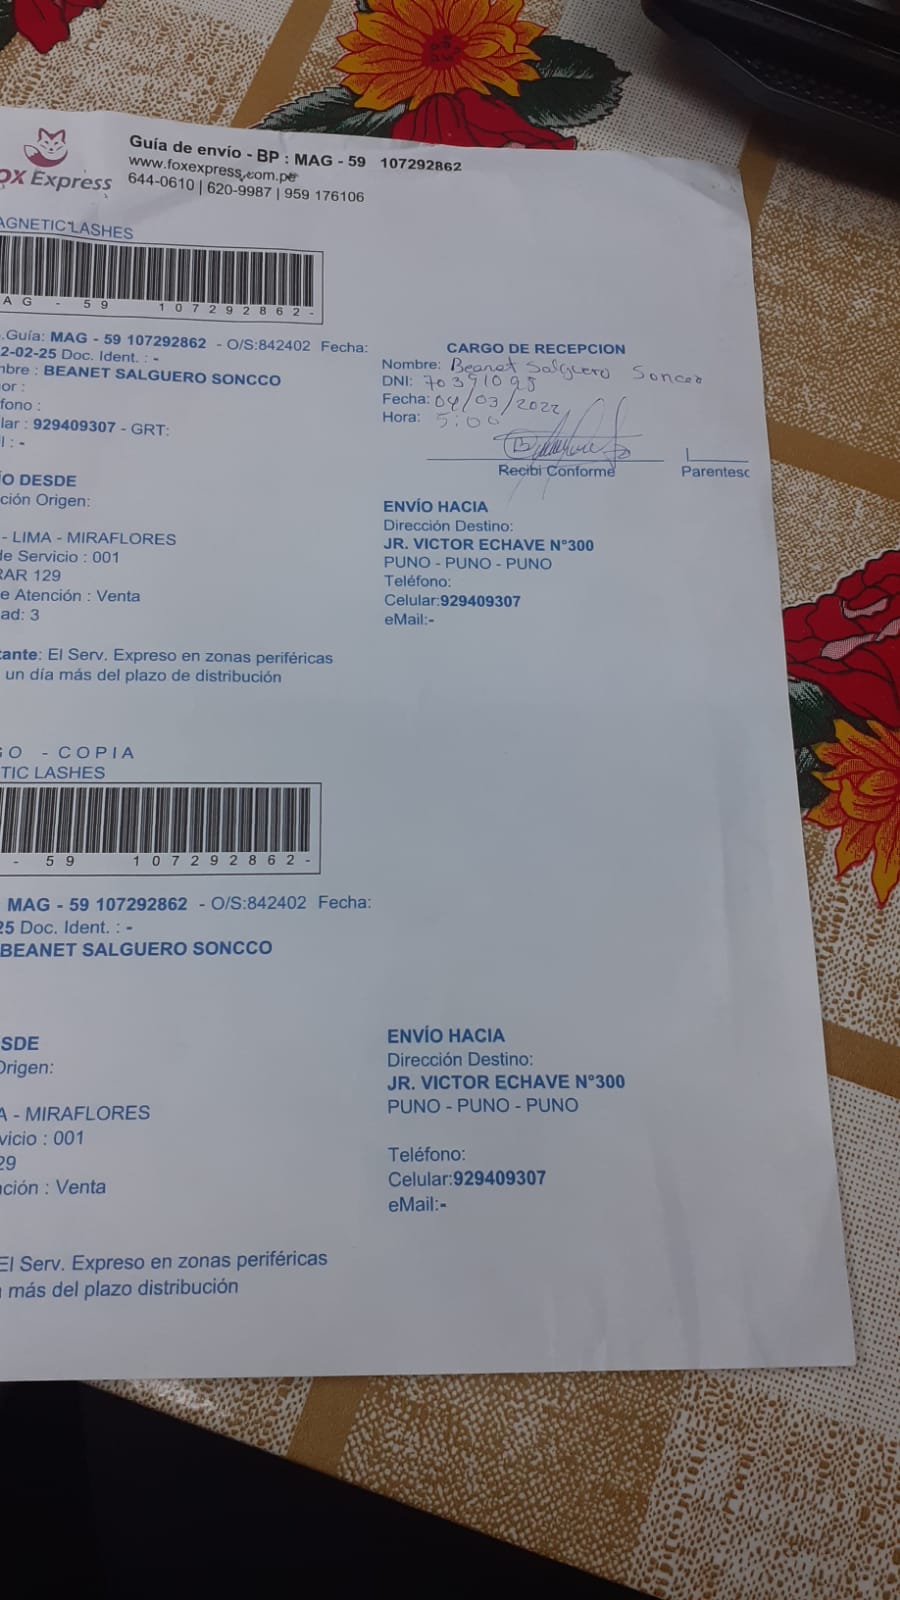 Guía de envío - BP : MAG - 59 107292862
www.foxexpress.com.pe
644-0610 | 620-9987 | 959 176106
OX Express
AGNETIC LASHES
AG - 59 107292862-
.Guía: MAG - 59 107292862 - O/S:842402 Fecha:
2-02-25 Doc. Ident. : -
nbre : BEANET SALGUERO SONCCO
or :
fono :
lar : 929409307 - GRT:
l : -
CARGO DE RECEPCION
Nombre: Beanet Salguero Soncco
DNI: 70391095
Fecha: 04/03/2022
Hora: 5:00
Recibi Conforme
Parentesc
ÍO DESDE
ción Origen:
- LIMA - MIRAFLORES
de Servicio : 001
RAR 129
e Atención : Venta
ad: 3
ENVÍO HACIA
Dirección Destino:
JR. VICTOR ECHAVE N°300
PUNO - PUNO - PUNO
Teléfono:
Celular:929409307
eMail:-
tante: El Serv. Expreso en zonas periféricas
un día más del plazo de distribución
GO - COPIA
TIC LASHES
- 59 107292862-
MAG - 59 107292862 - O/S:842402 Fecha:
25 Doc. Ident. : -
BEANET SALGUERO SONCCO
SDE
Origen:
A - MIRAFLORES
vicio : 001
29
nción : Venta
ENVÍO HACIA
Dirección Destino:
JR. VICTOR ECHAVE N°300
PUNO - PUNO - PUNO
Teléfono:
Celular:929409307
eMail:-
El Serv. Expreso en zonas periféricas
más del plazo distribución